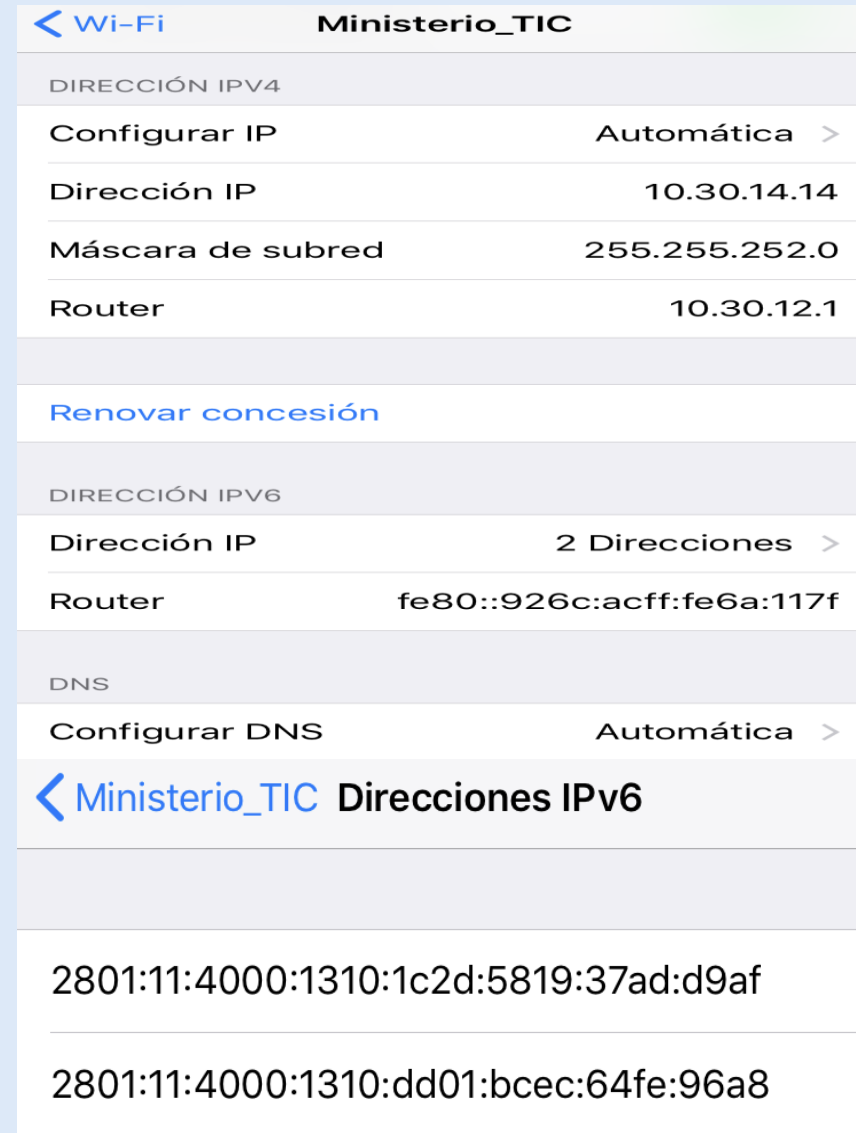 Wi-Fi Ministerio_TIC
DIRECCIÓN IPV4
Configurar IP Automática
Dirección IP 10.30.14.14
Máscara de subred 255.255.252.0
Router 10.30.12.1
Renovar concesión
DIRECCIÓN IPV6
Dirección IP 2 Direcciones
Router fe80::926c:acff:fe6a:117f
DNS
Configurar DNS Automática
Ministerio_TIC Direcciones IPv6
2801:11:4000:1310:1c2d:5819:37ad:d9af
2801:11:4000:1310:dd01:bcec:64fe:96a8